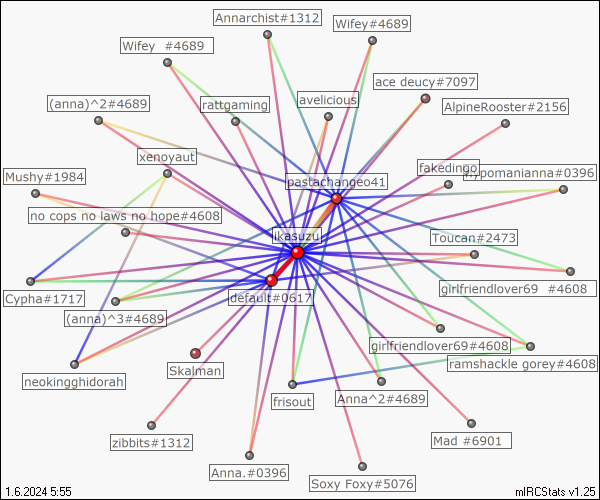 Annarchist#1312
Wifey#4689
Wifey  #4689
ace deucy#7097
(anna)^2#4689
rattgaming
avelicious
AlpineRooster#2156
xenoyaut
fakedingo
Mushy#1984
pastachangeo41
pomanianna#0396
no cops no laws no hope#4608
ikasuzu
Toucan#2473
girlfriendlover69  #4608
Cypha#1717
default#0617
(anna)^3#4689
girlfriendlover69#4608
ramshackle gorey#4608
Skalman
neokingghidorah
frisout
Anna^2#4689
zibbits#1312
Mad #6901
Anna.#0396
Soxy Foxy#5076
1.6.2024 5:55
mIRCStats v1.25